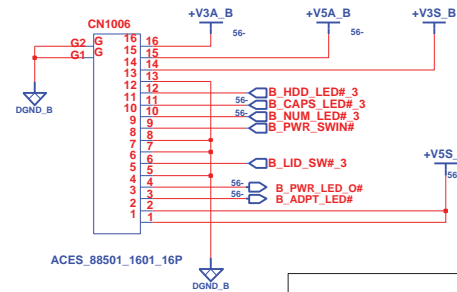 +V3A_B +V5A_B +V3S_B
CN1006
56- 56-
G2 G 16 16
G1 G 15 15
14 14
13 13
12 12 B_HDD_LED#_3
11 11 56- B_CAPS_LED#_3
10 10 56- B_NUM_LED#_3
9 9 B_PWR_SWIN#
8 8
7 7
6 6 B_LID_SW#_3
5 5
4 4 56- B_PWR_LED_O#
3 3 56- B_ADPT_LED#
2 2
1 1
DGND_B
+V5S_
56-
ACES_88501_1601_16P
DGND_B